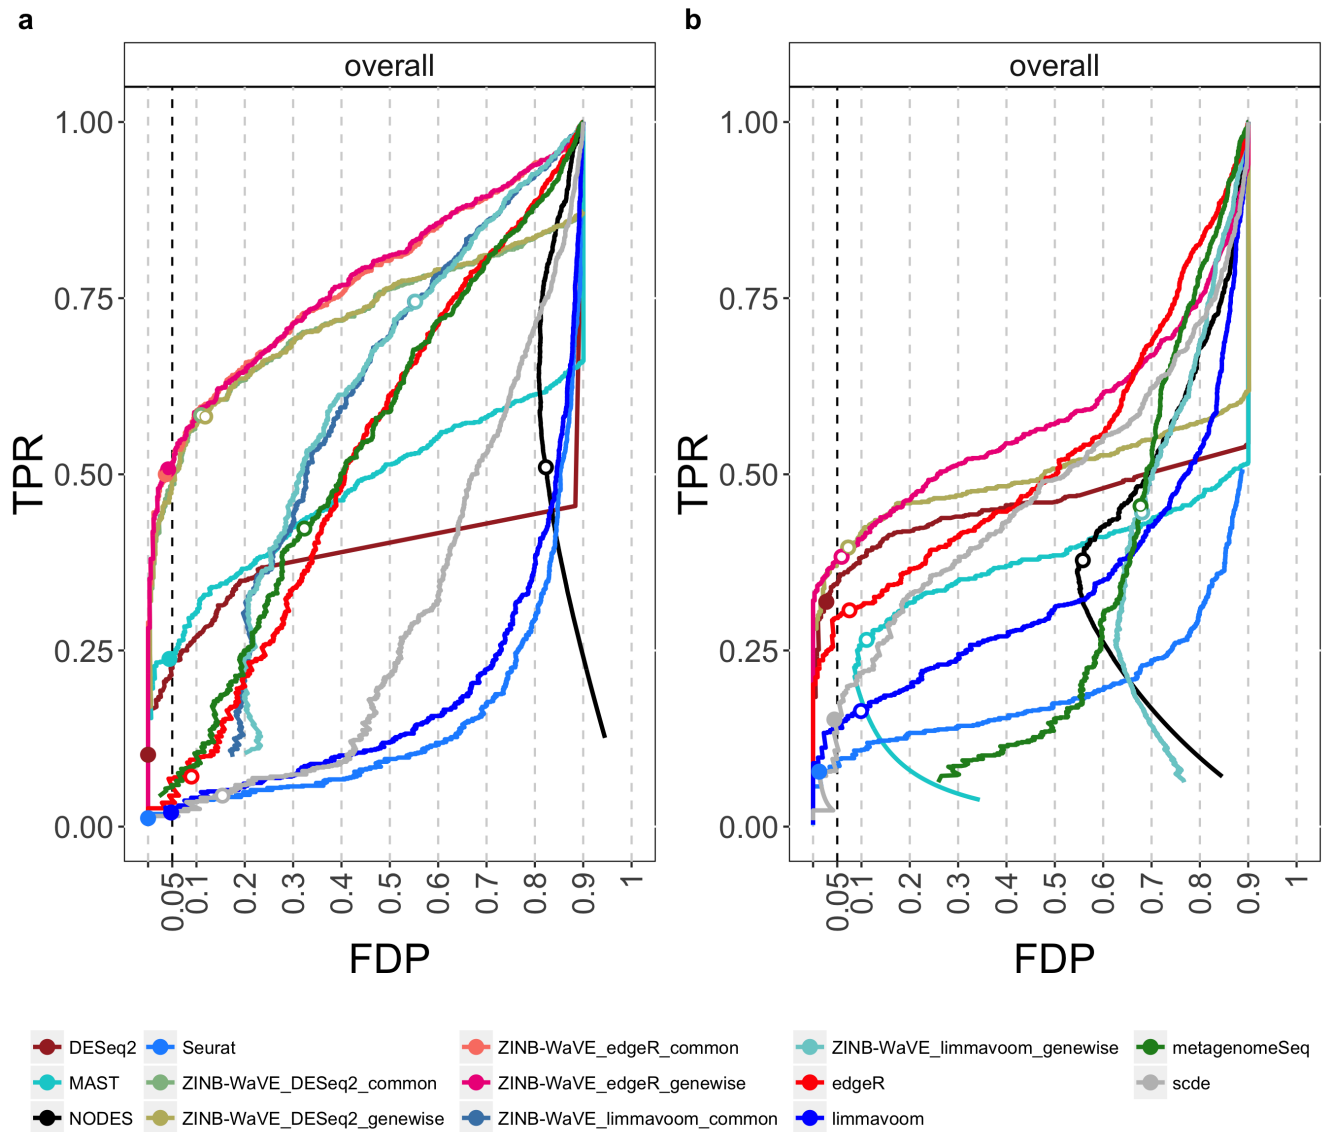 a
b
overall
overall
1.00
0.75
0.50
0.25
0.00
TPR
0.05
0.1
0.2
0.3
0.4
0.5
0.6
0.7
0.8
0.9
1
FDP
1.00
0.75
0.50
0.25
0.00
TPR
0.05
0.1
0.2
0.3
0.4
0.5
0.6
0.7
0.8
0.9
1
FDP
DESeq2
Seurat
ZINB-WaVE_edgeR_common
ZINB-WaVE_limmavoom_genewise
metagenomeSeq
MAST
ZINB-WaVE_DESeq2_common
ZINB-WaVE_edgeR_genewise
edgeR
scde
NODES
ZINB-WaVE_DESeq2_genewise
ZINB-WaVE_limmavoom_common
limmavoom